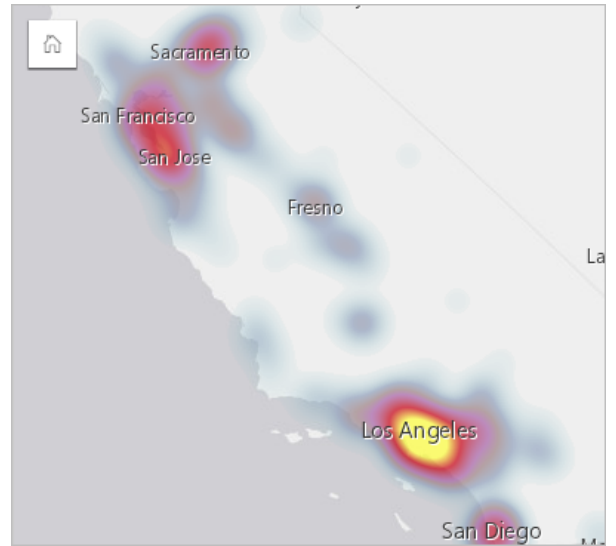 Sacramento
San Francisco
San Jose
Fresno
La
Los Angeles
San Diego